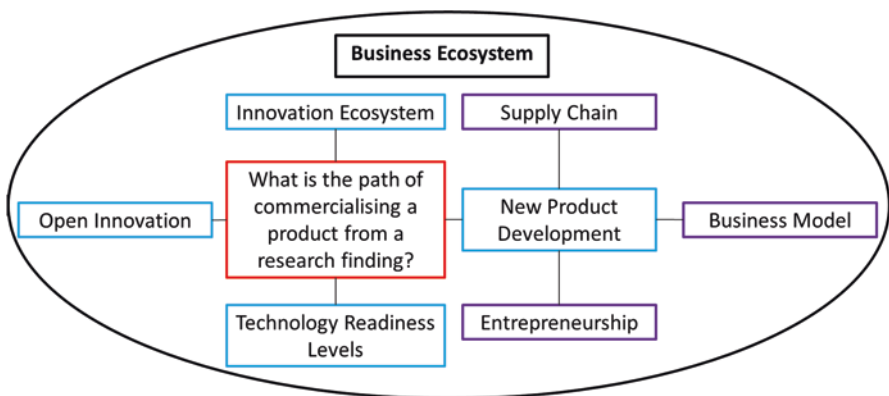 Business Ecosystem
Innovation Ecosystem
Supply Chain
What is the path of
commercialising a
product from a
research finding?
Open Innovation
New Product
Development
Business Model
Technology Readiness
Levels
Entrepreneurship